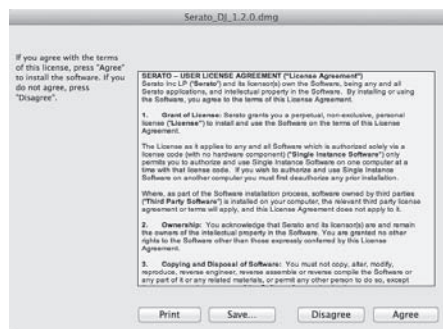 Serato_DJ_1.2.0.dmg
If you agree with the terms
of this license, press "Agree"
to install the software. If you
do not agree, press
"Disagree".
SERATO – USER LICENSE AGREEMENT ("License Agreement")
Serato Inc LP ("Serato") and its licensor(s) own the Software, being any and all
Serato applications, and intellectual property in the Software. By installing or using
the Software, you agree to the terms of this License Agreement.
1. Grant of License: Serato grants you a perpetual, non-exclusive, personal
license ("License") to install and use the Software on the terms of this License
Agreement.
The License as it applies to any and all Software which is authorized solely via a
license code (with no hardware component) ("Single Instance Software") only
permits you to authorize and use Single Instance Software on one computer at a
time with that license code. If you wish to authorize and use Single Instance
Software on another computer you must first deauthorize any prior installation.
Where, as part of the Software installation process, software owned by third parties
("Third Party Software") is installed on your computer, the relevant third party license
agreement or terms will apply, and this License Agreement does not apply to it.
2. Ownership: You acknowledge that Serato and its licensor(s) are and remain
the owners of the intellectual property in the Software. You are granted no other
rights to the Software other than those expressly conferred by this License
Agreement.
3. Copying and Disposal of Software: You must not copy, alter, modify,
reproduce, reverse engineer, reverse assemble or reverse compile the Software or
any part of it or any related materials, or permit any other person to do so, except
Print Save... Disagree Agree